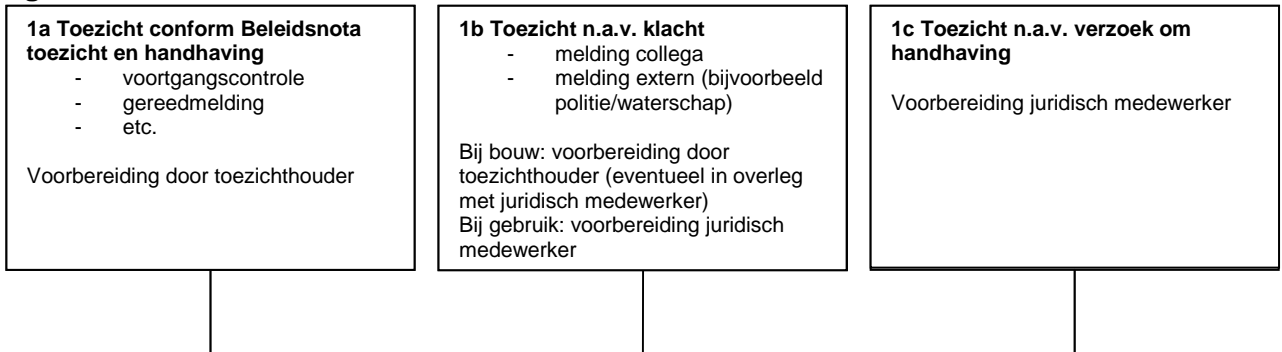 1a Toezicht conform Beleidsnota
toezicht en handhaving
- voortgangscontrole
- gereedmelding
- etc.
Voorbereiding door toezichthouder
1b Toezicht n.a.v. klacht
- melding collega
- melding extern (bijvoorbeeld
politie/waterschap)
Bij bouw: voorbereiding door
toezichthouder (eventueel in overleg
met juridisch medewerker)
Bij gebruik: voorbereiding juridisch
medewerker
1c Toezicht n.a.v. verzoek om
handhaving
Voorbereiding juridisch medewerker